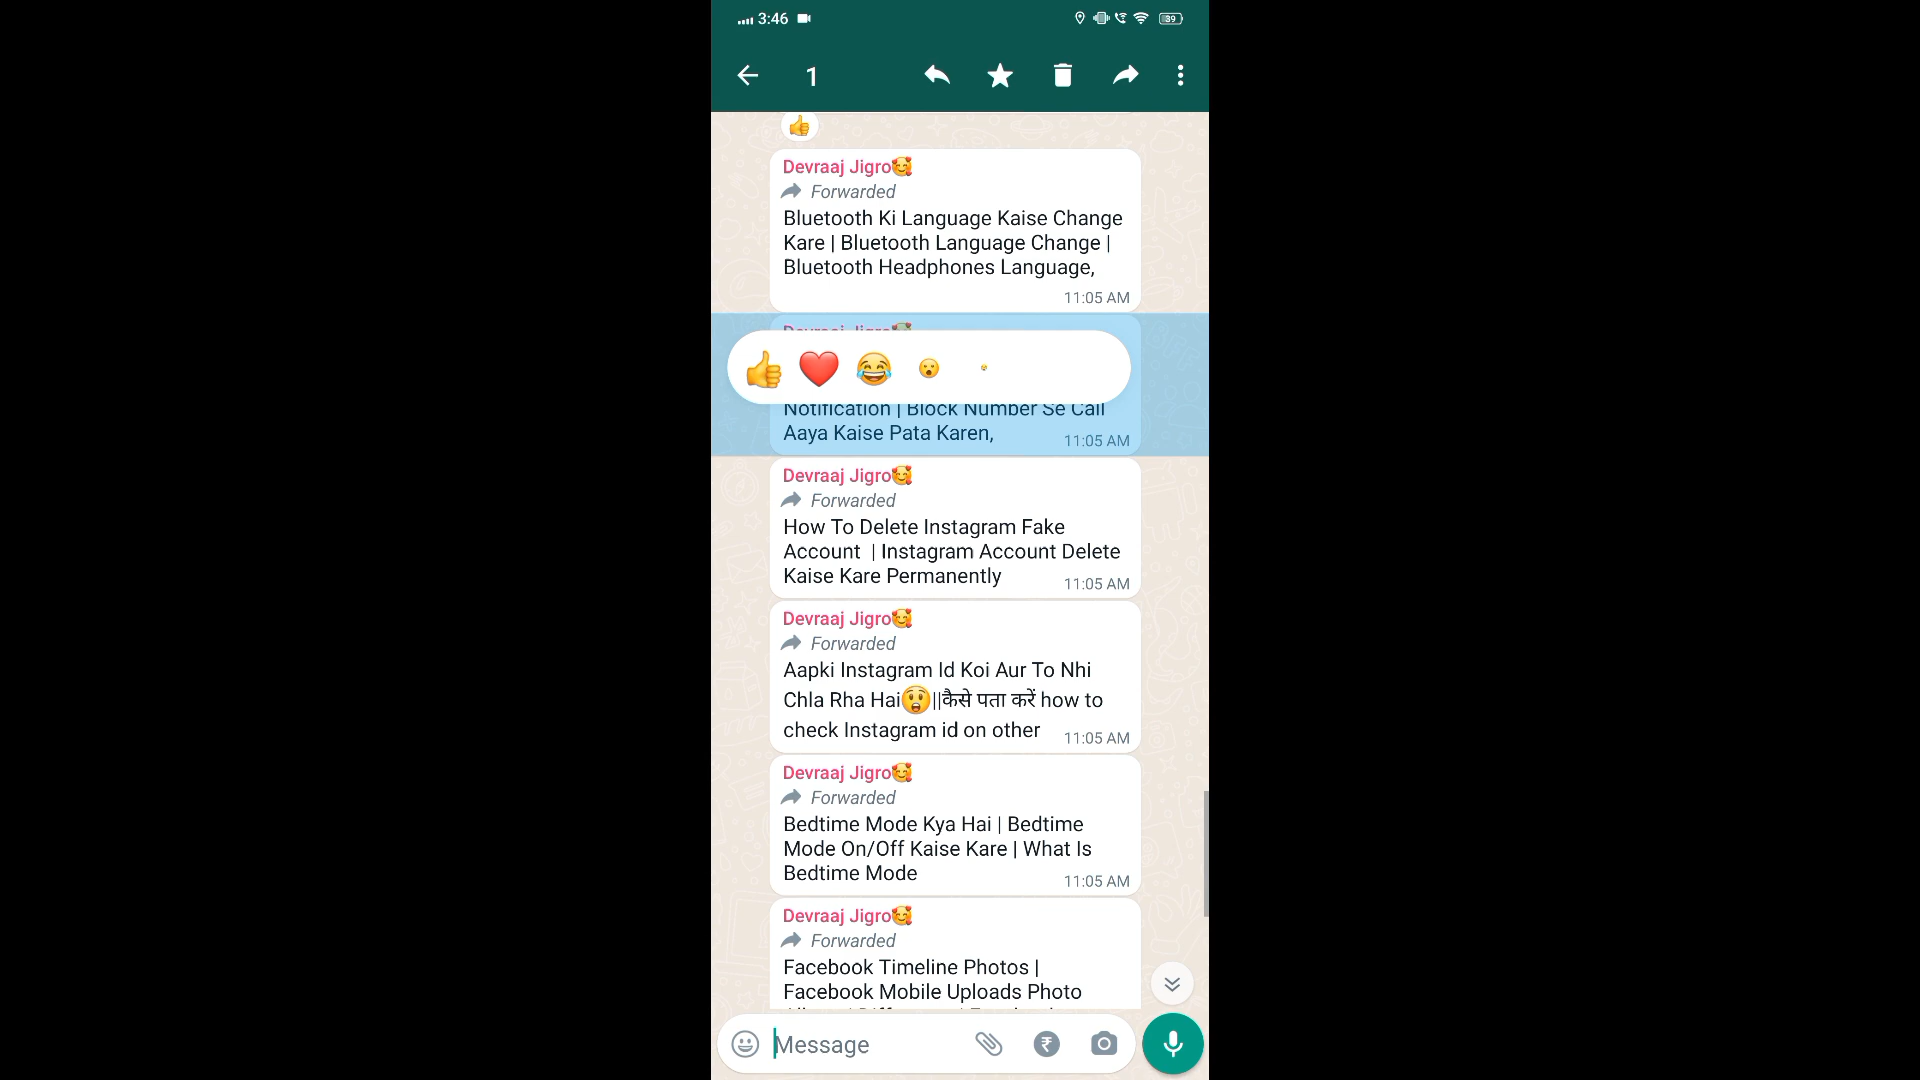 3:46
39
1
Devraaj Jigro🥰
Forwarded
Bluetooth Ki Language Kaise Change
Kare | Bluetooth Language Change |
Bluetooth Headphones Language,
11:05 AM
Devraaj Jigro🥰
Notification | Block Number Se Call
Aaya Kaise Pata Karen,
11:05 AM
Devraaj Jigro🥰
Forwarded
How To Delete Instagram Fake
Account | Instagram Account Delete
Kaise Kare Permanently
11:05 AM
Devraaj Jigro🥰
Forwarded
Aapki Instagram Id Koi Aur To Nhi
Chla Rha Hai😲||कैसे पता करें how to
check Instagram id on other
11:05 AM
Devraaj Jigro🥰
Forwarded
Bedtime Mode Kya Hai | Bedtime
Mode On/Off Kaise Kare | What Is
Bedtime Mode
11:05 AM
Devraaj Jigro🥰
Forwarded
Facebook Timeline Photos |
Facebook Mobile Uploads Photo
Message